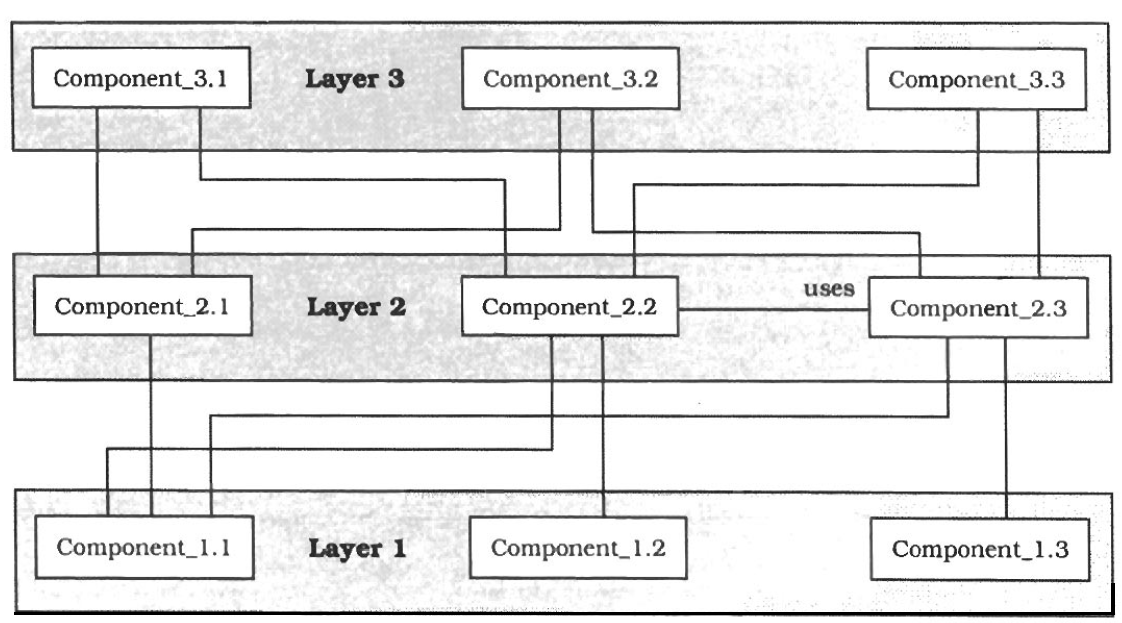 Component_3.1
Layer 3
Component_3.2
Component_3.3
Component_2.1
Layer 2
Component_2.2
uses
Component_2.3
Component_1.1
Layer 1
Component_1.2
Component_1.3